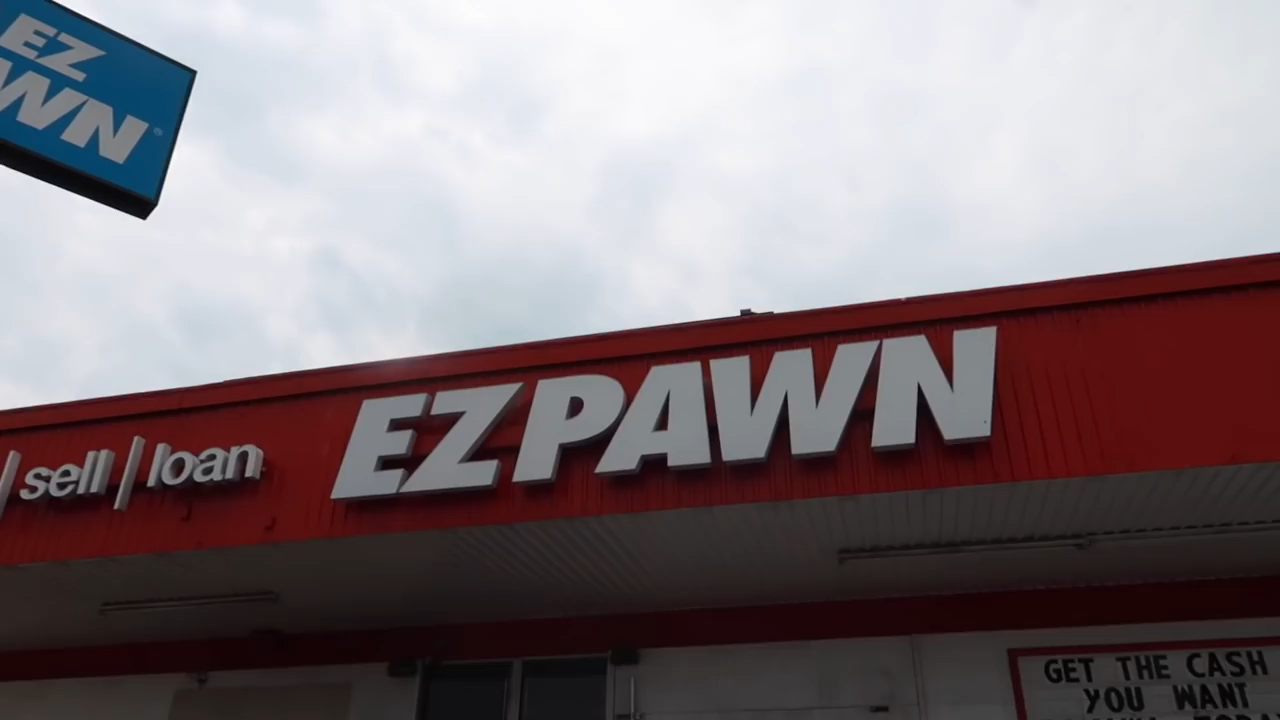 EZ
WN®
| sell | loan
EZPAWN
GET THE CASH
YOU WANT